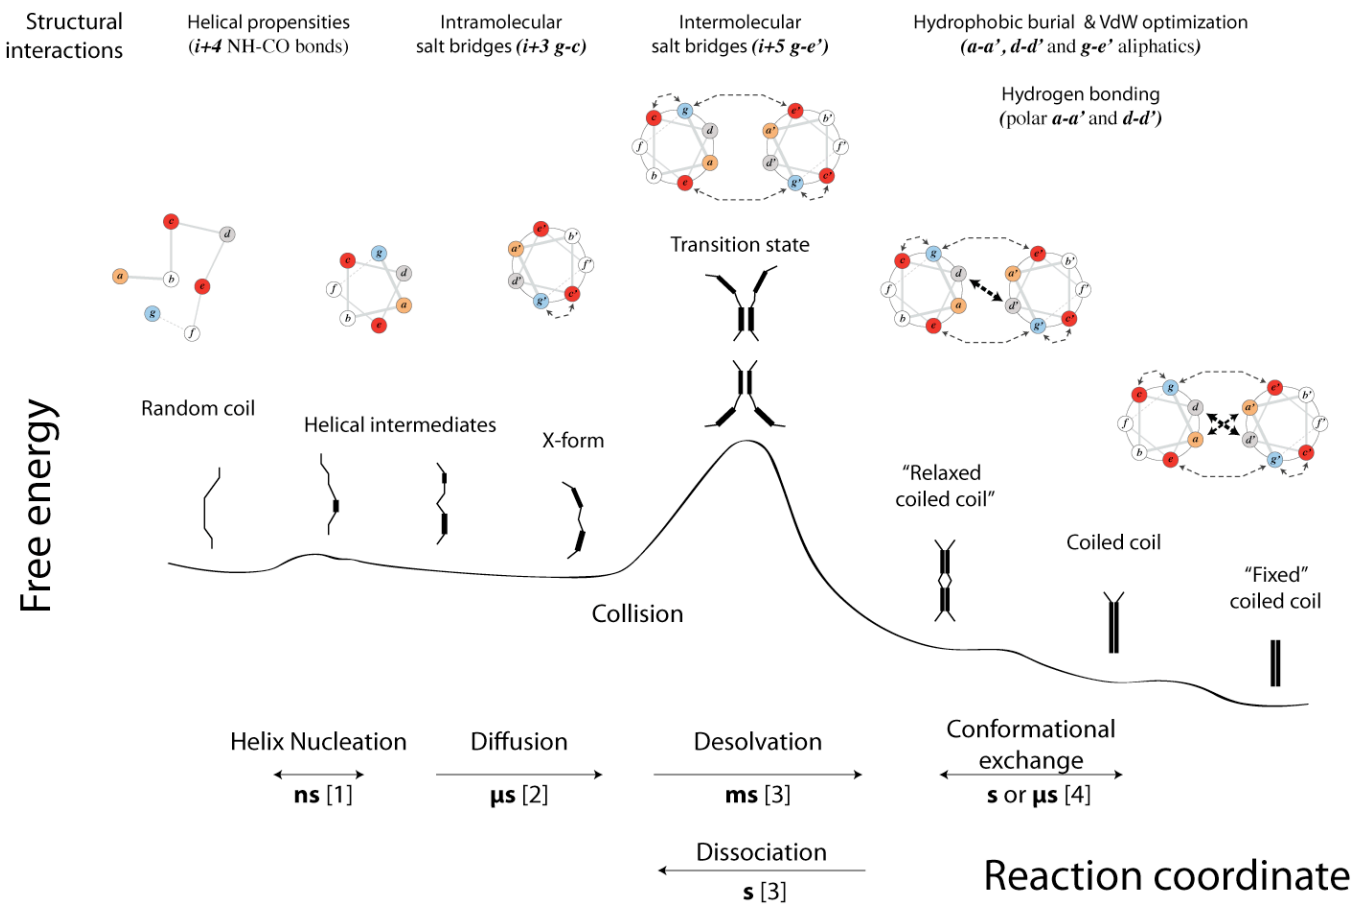 Structural
interactions
Helical propensities
(i+4 NH-CO bonds)
Intramolecular
salt bridges (i+3 g-c)
Intermolecular
salt bridges (i+5 g-e')
Hydrophobic burial & VdW optimization
(a-a', d-d' and g-e' aliphatics)
Hydrogen bonding
(polar a-a' and d-d')
c
g
d
a
e
b
f
e'
b'
f'
c'
g'
d'
a'
Transition state
c
d
a
b
e
g
f
c
g
d
a
e
b
f
e'
b'
f'
c'
g'
d'
a'
c
g
d
a
e
b
f
e'
b'
f'
c'
g'
d'
a'
c
g
d
a
e
b
f
e'
b'
f'
c'
g'
d'
a'
Random coil
Helical intermediates
X-form
"Relaxed
coiled coil"
Coiled coil
"Fixed"
coiled coil
Free energy
Collision
Helix Nucleation
ns [1]
Diffusion
µs [2]
Desolvation
ms [3]
Conformational
exchange
s or µs [4]
Dissociation
s [3]
Reaction coordinate